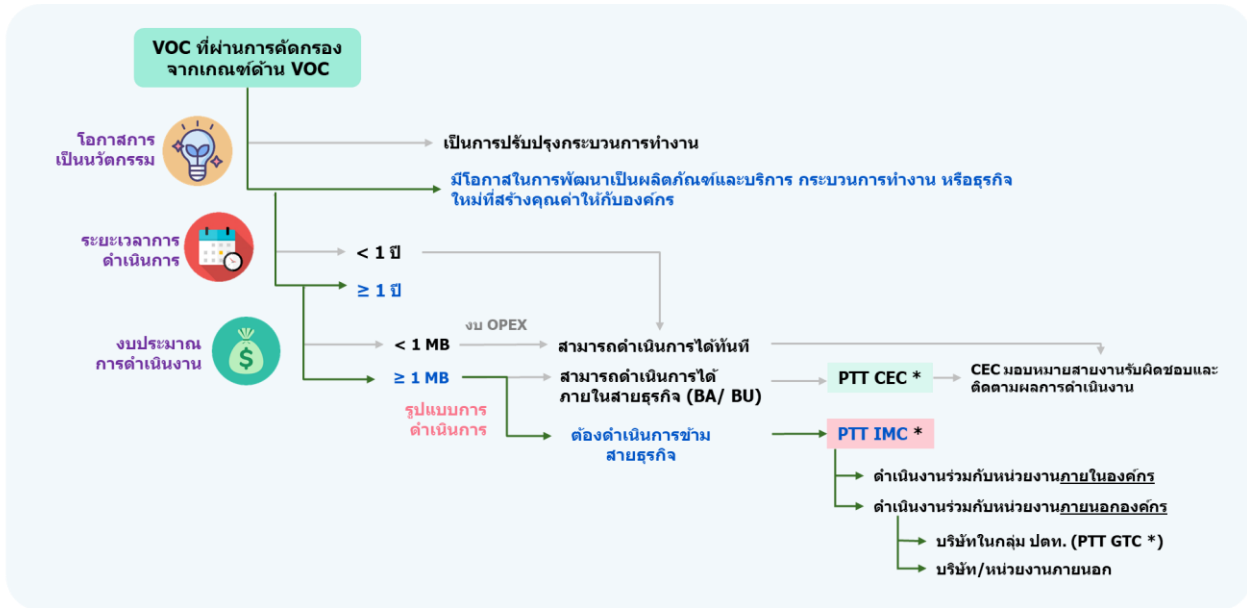 VOC ที่ผ่านการคัดกรอง
จากเกณฑ์ด้าน VOC
โอกาสการ
เป็นนวัตกรรม
เป็นการปรับปรุงกระบวนการทำงาน
มีโอกาสในการพัฒนาเป็นผลิตภัณฑ์และบริการ กระบวนการทำงาน หรือธุรกิจ
ใหม่ที่สร้างคุณค่าให้กับองค์กร
ระยะเวลาการ
ดำเนินการ
< 1 ปี
≥ 1 ปี
งบประมาณ
การดำเนินงาน
< 1 MB
งบ OPEX
สามารถดำเนินการได้ทันที
≥ 1 MB
สามารถดำเนินการได้
ภายในสายธุรกิจ (BA/ BU)
PTT CEC *
CEC มอบหมายสายงานรับผิดชอบและ
ติดตามผลการดำเนินงาน
รูปแบบการ
ดำเนินการ
ต้องดำเนินการข้าม
สายธุรกิจ
PTT IMC *
ดำเนินงานร่วมกับหน่วยงานภายในองค์กร
ดำเนินงานร่วมกับหน่วยงานภายนอกองค์กร
บริษัทในกลุ่ม ปตท. (PTT GTC *)
บริษัท/หน่วยงานภายนอก